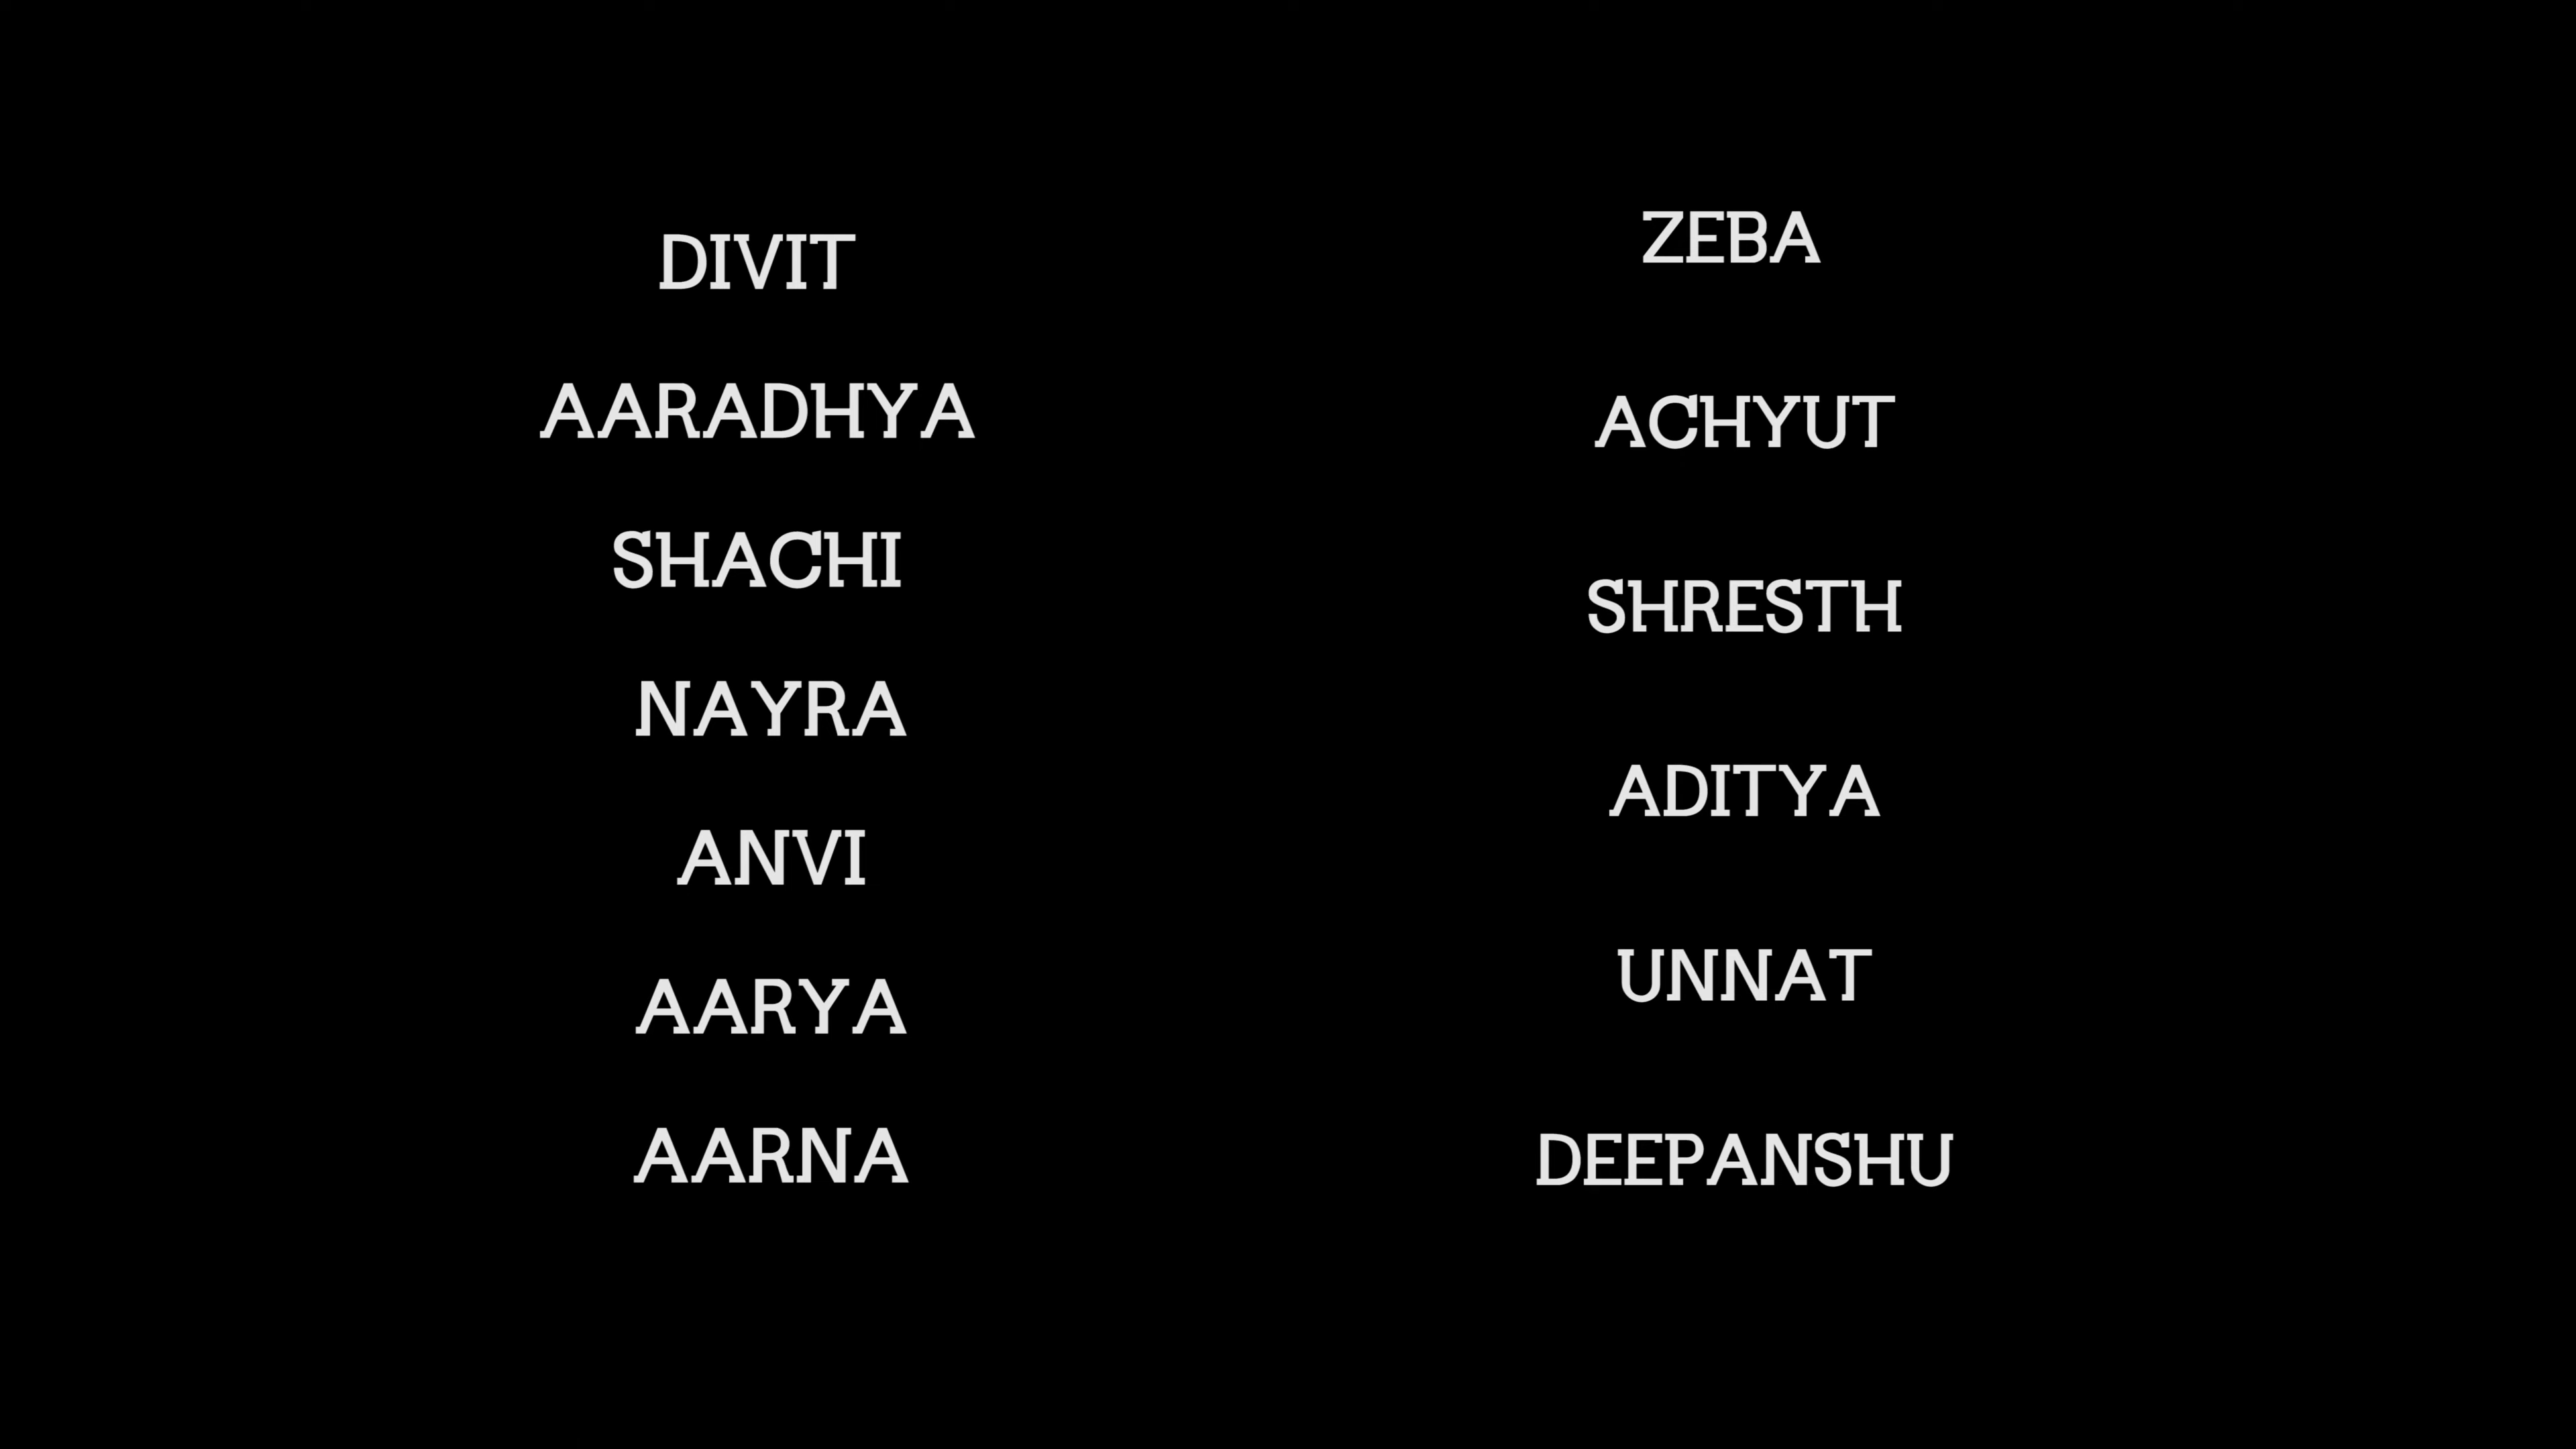 DIVIT
AARADHYA
SHACHI
NAYRA
ANVI
AARYA
AARNA
ZEBA
ACHYUT
SHRESTH
ADITYA
UNNAT
DEEPANSHU